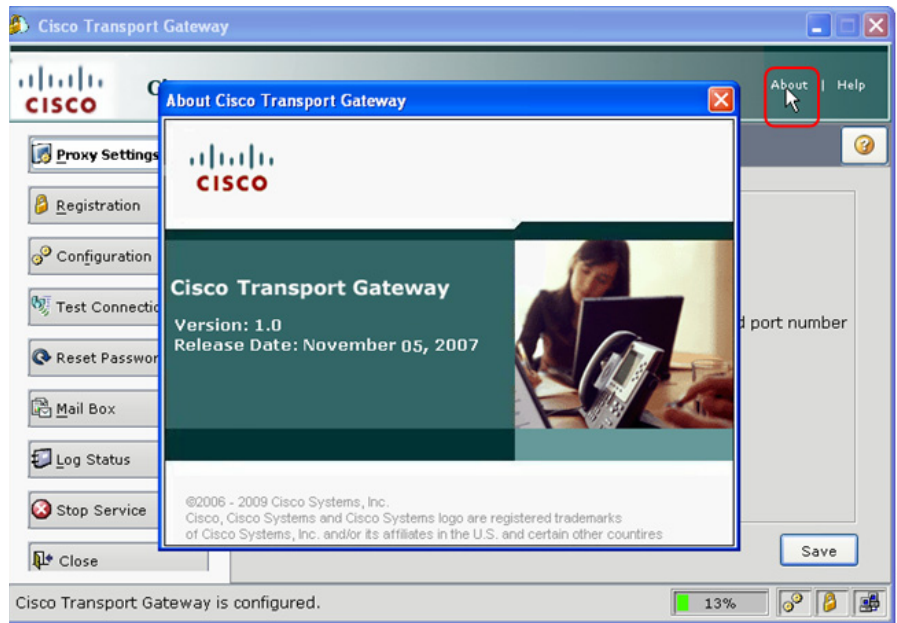 Cisco Transport Gateway
CISCO
About | Help
About Cisco Transport Gateway
CISCO
Proxy Settings
Registration
Configuration
Test Connectio
Reset Passwor
Mail Box
Log Status
Stop Service
Close
Cisco Transport Gateway
Version: 1.0
Release Date: November 05, 2007
d port number
©2006 - 2009 Cisco Systems, Inc.
Cisco, Cisco Systems and Cisco Systems logo are registered trademarks
of Cisco Systems, Inc. and/or its affiliates in the U.S. and certain other countires
Save
Cisco Transport Gateway is configured.
13%